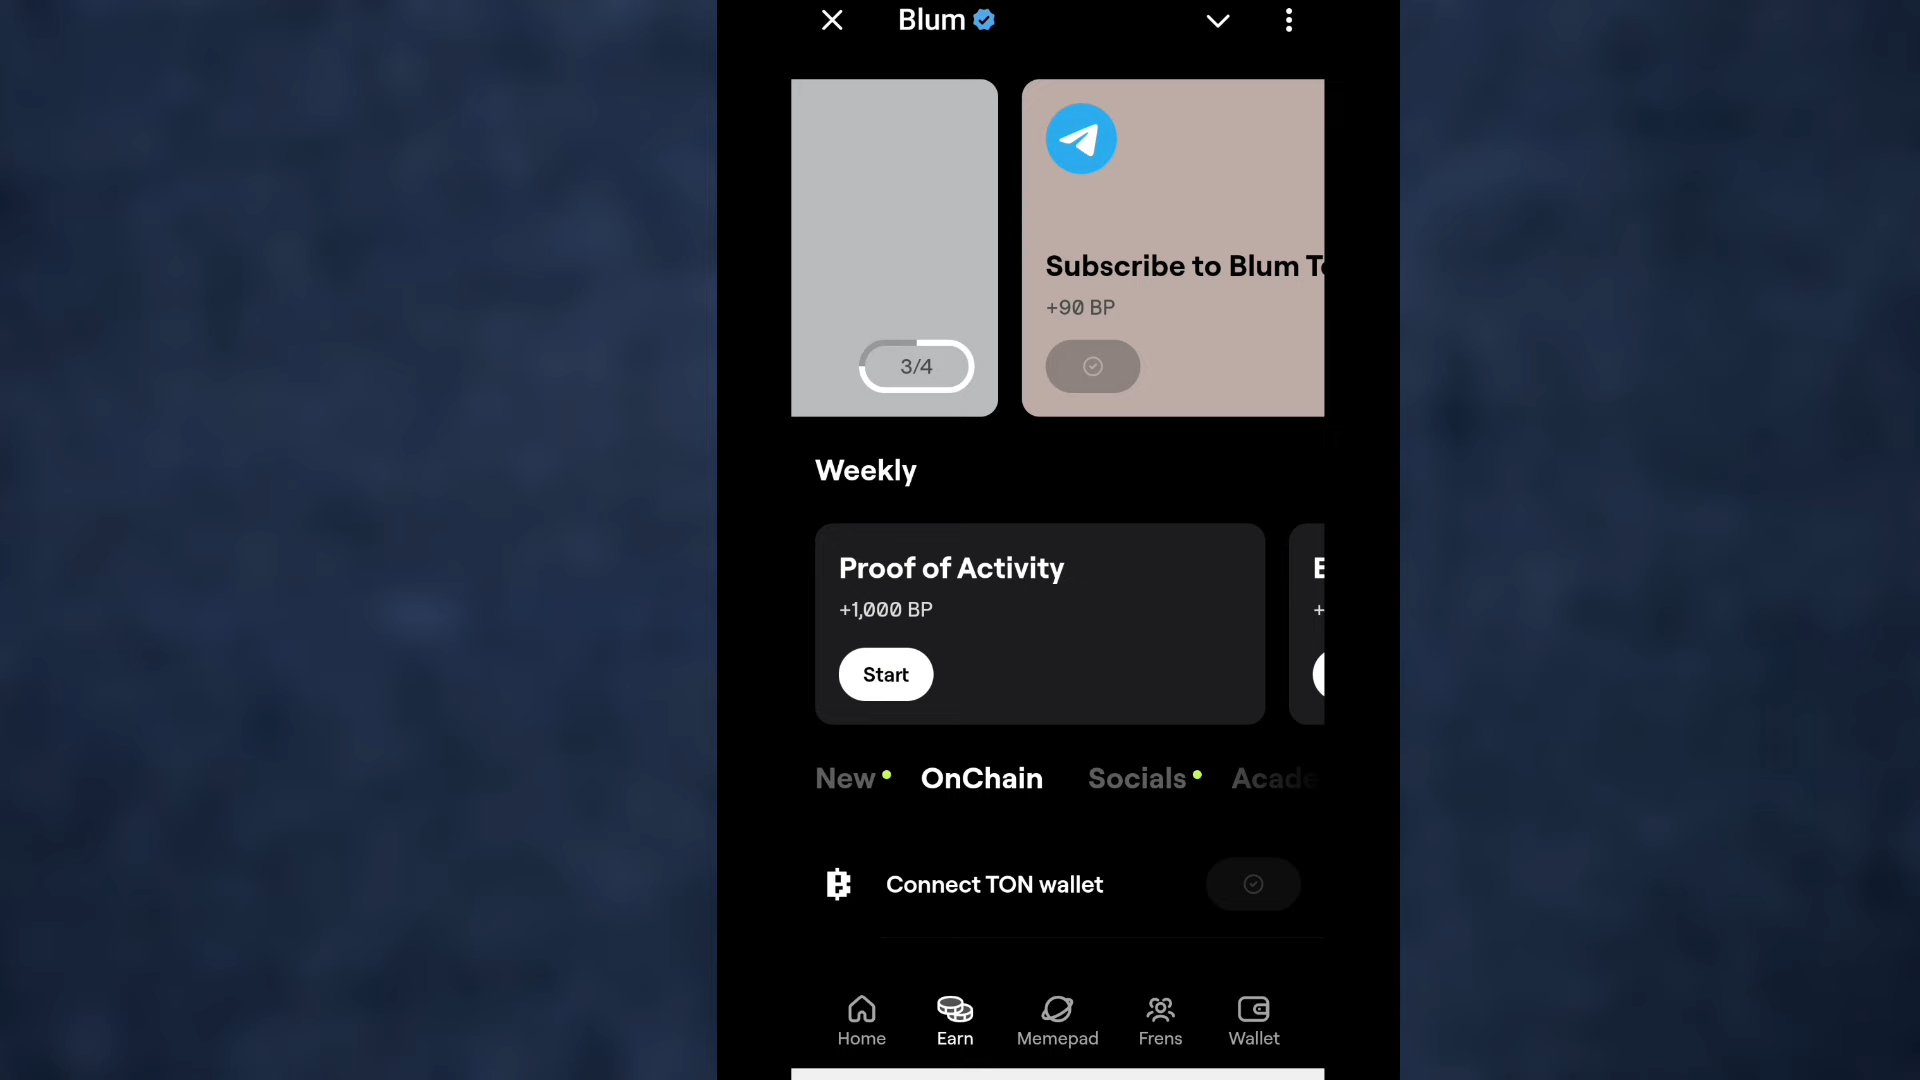 Blum
3/4
Subscribe to Blum
+90 BP
Weekly
Proof of Activity
+1,000 BP
Start
New OnChain Socials Acade
Connect TON wallet
Home Earn Memepad Frens Wallet